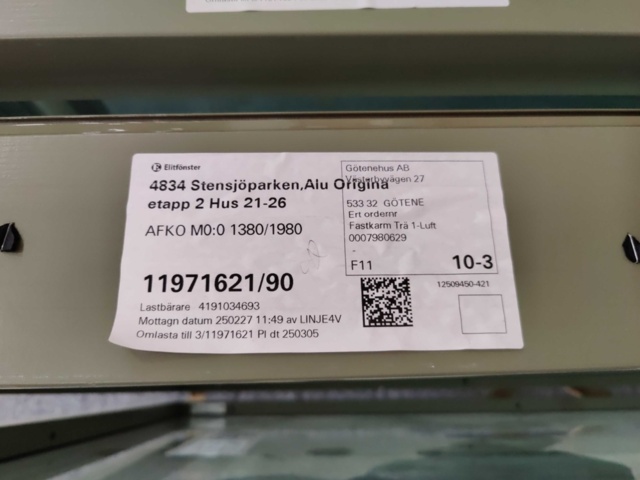 Elitfönster
4834 Stensjöparken,Alu Origina
etapp 2 Hus 21-26
AFKO M0:0 1380/1980
11971621/90
Lastbärare 4191034693
Mottagn datum 250227 11:49 av LINJE4V
Omlasta till 3/11971621 Pl dt 250305
Götenehus AB
Västerbyvägen 27
533 32 GÖTENE
Ert ordernr
Fastkarm Trä 1-Luft
0007980629
-
F11 10-3
12509450-421